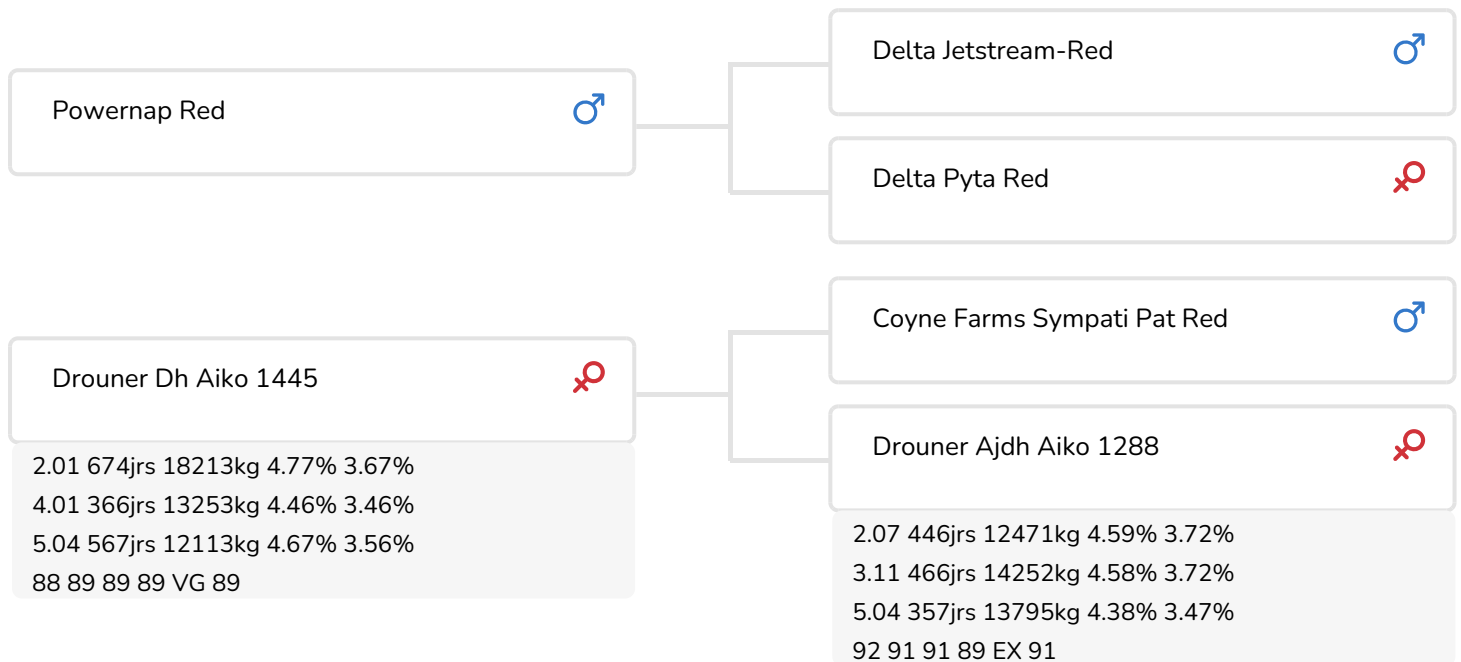 Powernap Red
Delta Jetstream-Red
Delta Pyta Red
Drouner Dh Aiko 1445
2.01 674jrs 18213kg 4.77% 3.67%
4.01 366jrs 13253kg 4.46% 3.46%
5.04 567jrs 12113kg 4.67% 3.56%
88 89 89 89 VG 89
Coyne Farms Sympati Pat Red
Drouner Ajdh Aiko 1288
2.07 446jrs 12471kg 4.59% 3.72%
3.11 466jrs 14252kg 4.58% 3.72%
5.04 357jrs 13795kg 4.38% 3.47%
92 91 91 89 EX 91